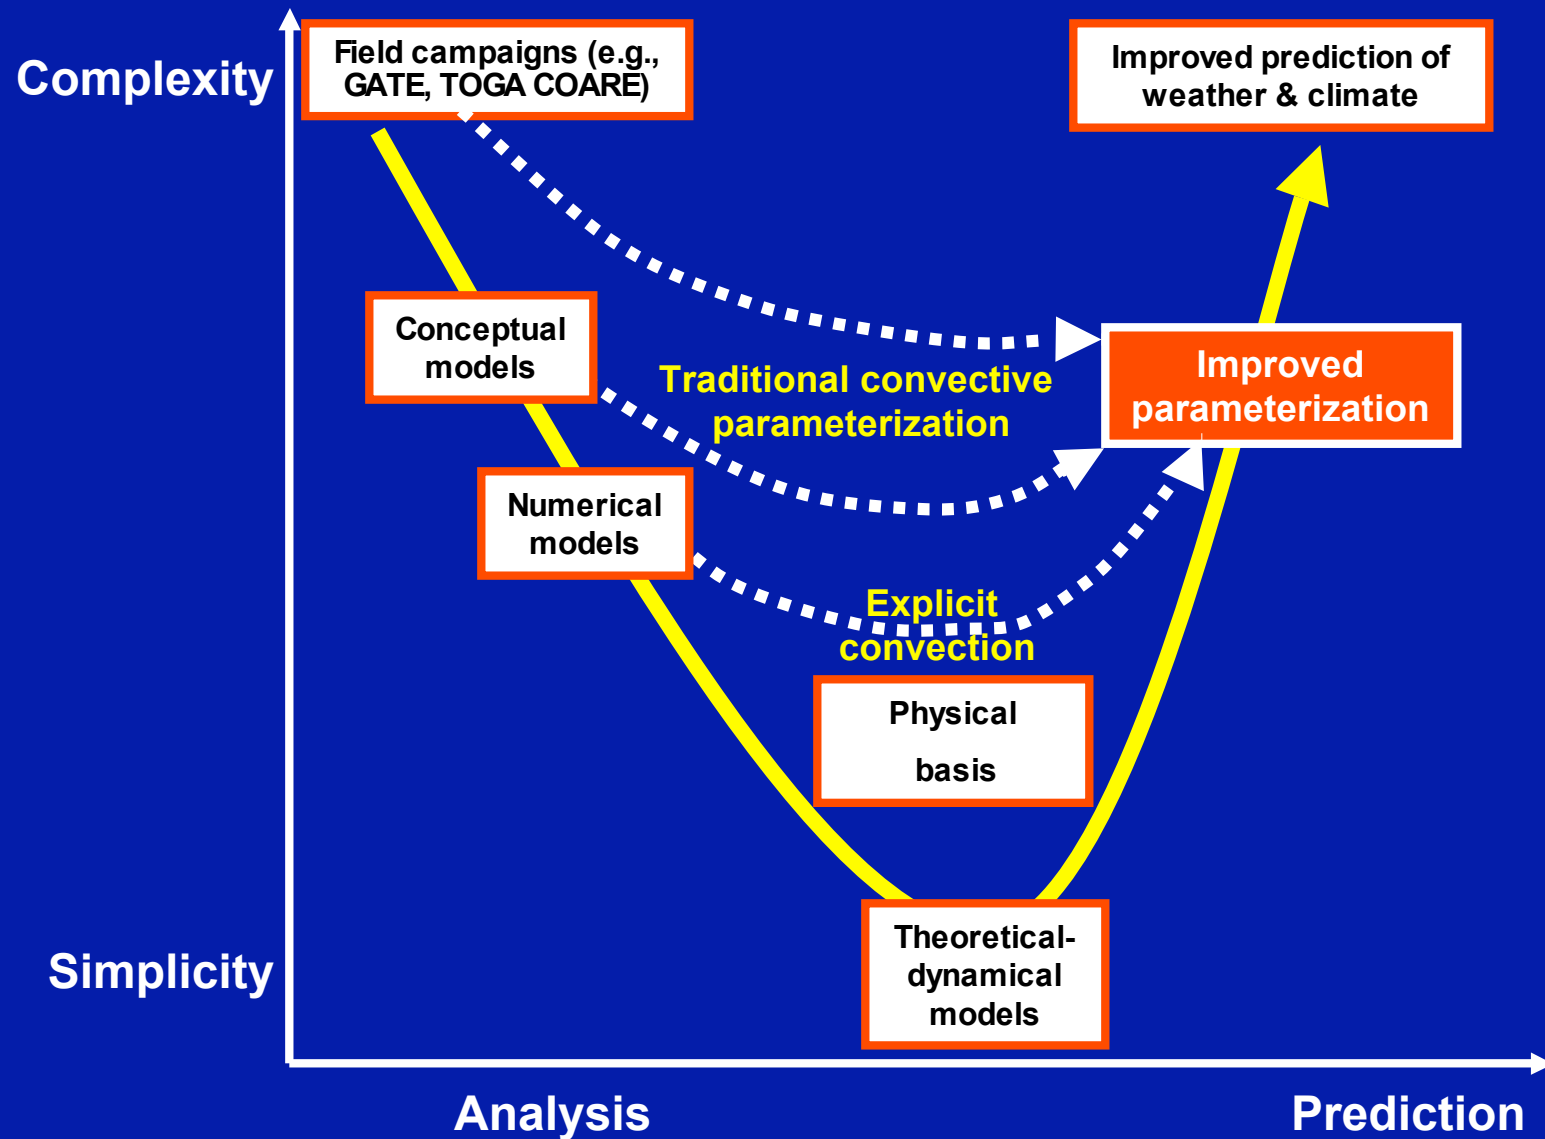 Complexity
Field campaigns (e.g.,
GATE, TOGA COARE)
Improved prediction of
weather & climate
Conceptual
models
Traditional convective
parameterization
Improved
parameterization
Numerical
models
Explicit
convection
Physical
basis
Theoretical-
dynamical
models
Simplicity
Analysis
Prediction